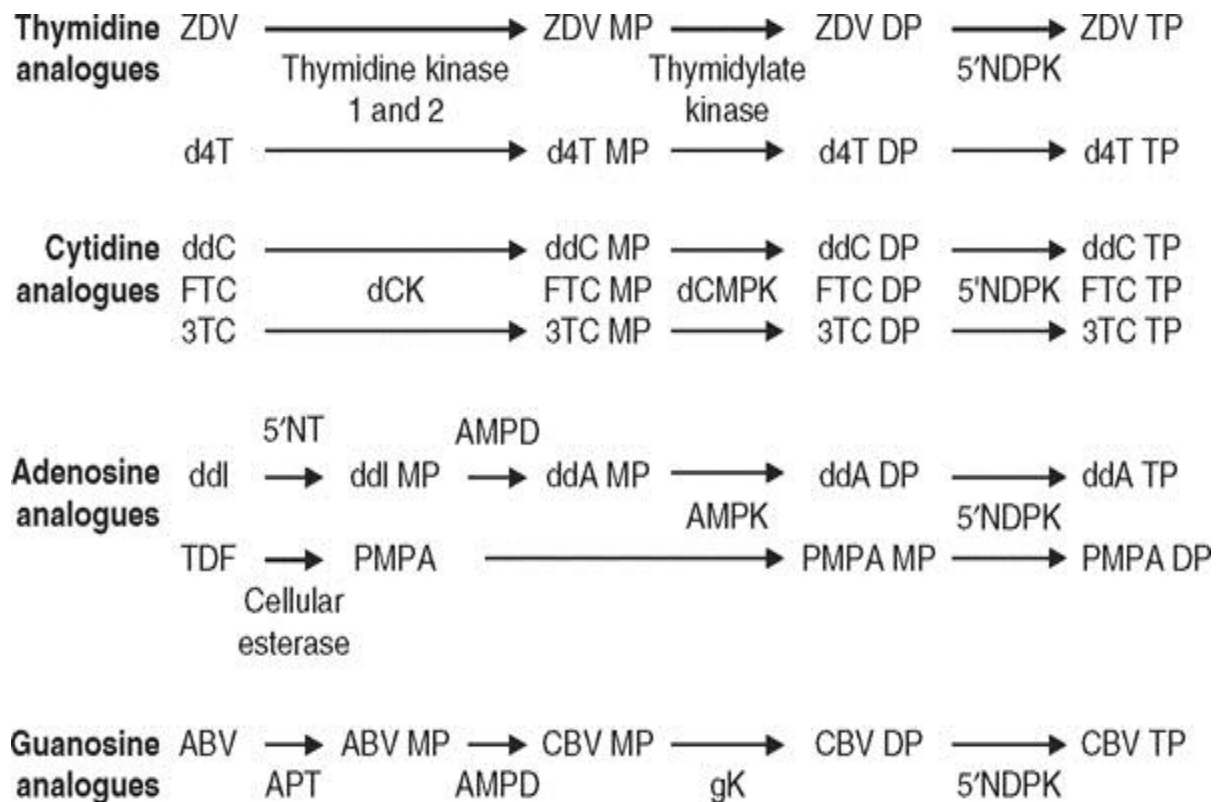 Thymidine analogues ZDV ZDV MP ZDV DP ZDV TP
Thymidine kinase 1 and 2 Thymidylate kinase 5′NDPK
d4T d4T MP d4T DP d4T TP
Cytidine analogues ddC ddC MP ddC DP ddC TP
FTC dCK FTC MP dCMPK FTC DP 5'NDPK FTC TP
3TC 3TC MP 3TC DP 3TC TP
5′NT AMPD
Adenosine analogues ddI ddI MP ddA MP ddA DP ddA TP
AMPK 5′NDPK
TDF PMPA PMPA MP PMPA DP
Cellular esterase
Guanosine analogues ABV ABV MP CBV MP CBV DP CBV TP
APT AMPD gK 5′NDPK